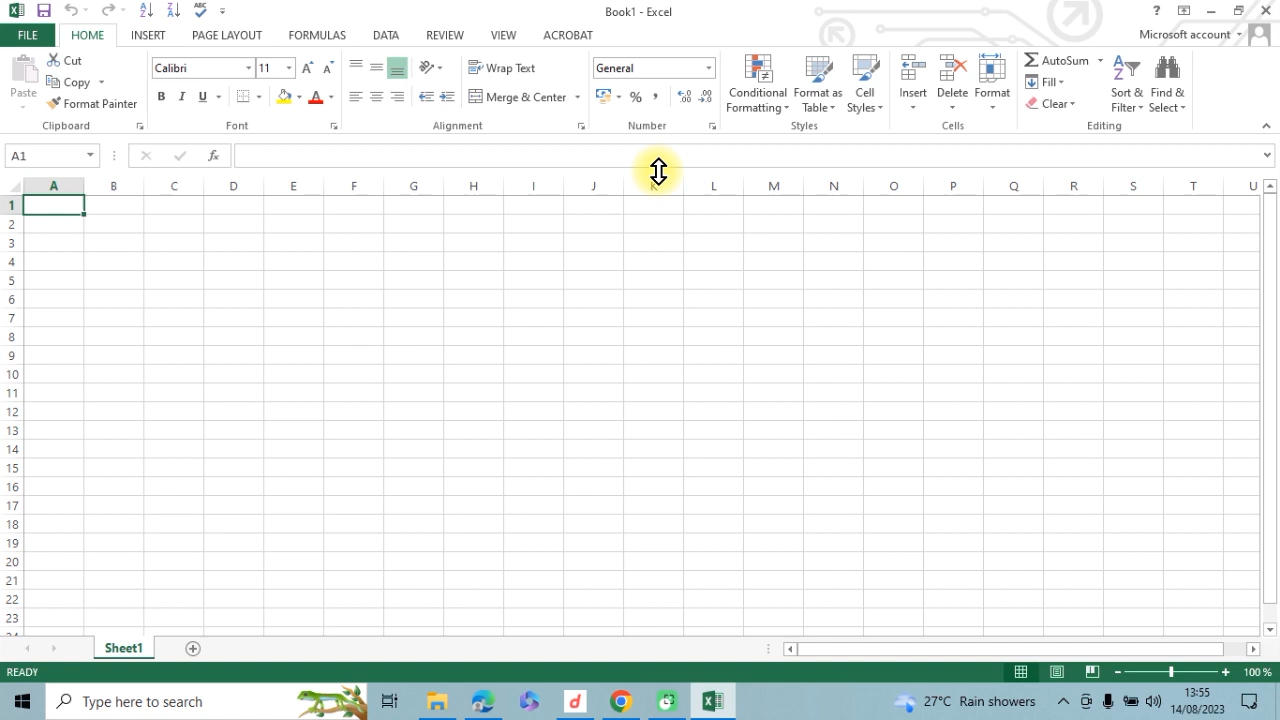 Book1 - Excel
?
FILE HOME INSERT PAGE LAYOUT FORMULAS DATA REVIEW VIEW ACROBAT Microsoft account
Paste
Cut
Copy
Format Painter
Clipboard
Calibri 11
B I U
Font
Wrap Text
Merge & Center
Alignment
General
%
Number
Conditional Formatting
Format as Table
Cell Styles
Styles
Insert
Delete
Format
Cells
AutoSum
Fill
Clear
Sort & Filter
Find & Select
Editing
A1 fx
A B C D E F G H I J K L M N O P Q R S T U
1
2
3
4
5
6
7
8
9
10
11
12
13
14
15
16
17
18
19
20
21
22
23
24
Sheet1
READY 100 %
Type here to search 27°C Rain showers 13:55
14/08/2023